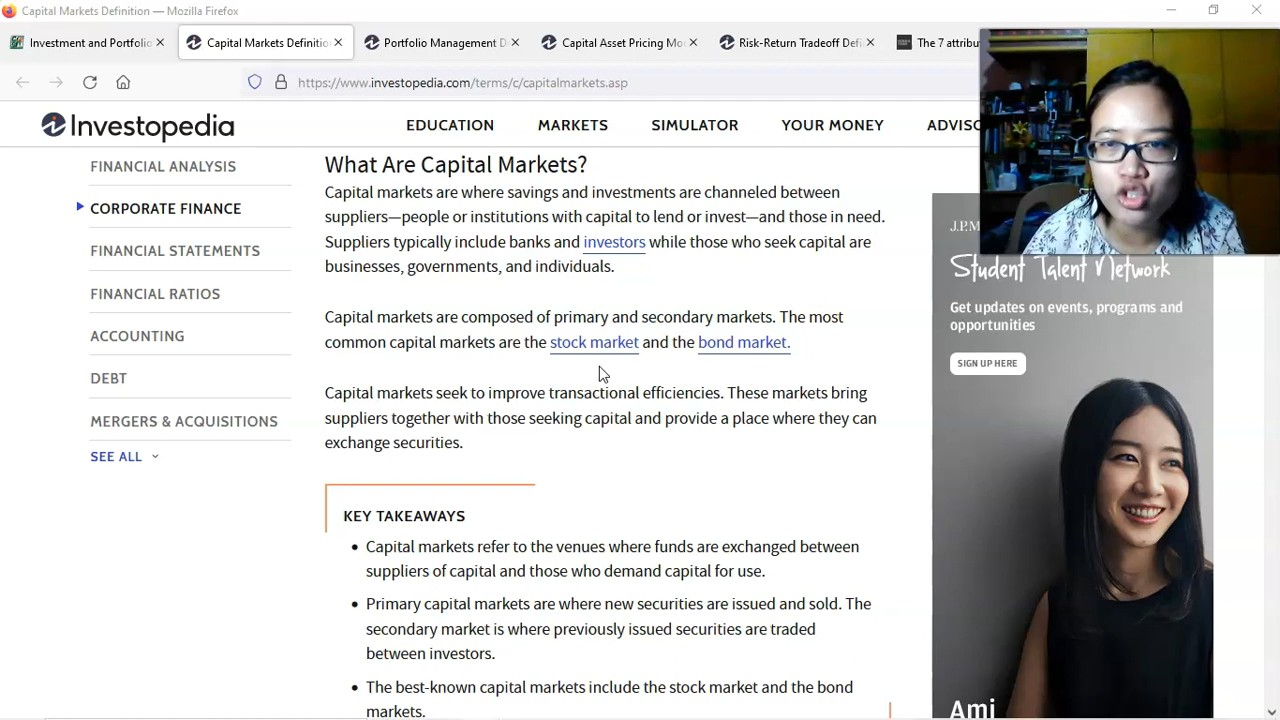 Capital Markets Definition — Mozilla Firefox
Investment and Portfolio
Capital Markets Definitio
Portfolio Management D
Capital Asset Pricing Mo
Risk-Return Tradeoff Defi
The 7 attribu
https://www.investopedia.com/terms/c/capitalmarkets.asp
Investopedia
EDUCATION
MARKETS
SIMULATOR
YOUR MONEY
ADVISO
FINANCIAL ANALYSIS
CORPORATE FINANCE
FINANCIAL STATEMENTS
FINANCIAL RATIOS
ACCOUNTING
DEBT
MERGERS & ACQUISITIONS
SEE ALL
What Are Capital Markets?
Capital markets are where savings and investments are channeled between
suppliers—people or institutions with capital to lend or invest—and those in need.
Suppliers typically include banks and investors while those who seek capital are
businesses, governments, and individuals.
Capital markets are composed of primary and secondary markets. The most
common capital markets are the stock market and the bond market.
Capital markets seek to improve transactional efficiencies. These markets bring
suppliers together with those seeking capital and provide a place where they can
exchange securities.
KEY TAKEAWAYS
• Capital markets refer to the venues where funds are exchanged between
suppliers of capital and those who demand capital for use.
• Primary capital markets are where new securities are issued and sold. The
secondary market is where previously issued securities are traded
between investors.
• The best-known capital markets include the stock market and the bond
markets.
J.P.M
Student Talent Network
Get updates on events, programs and
opportunities
SIGN UP HERE
Ami